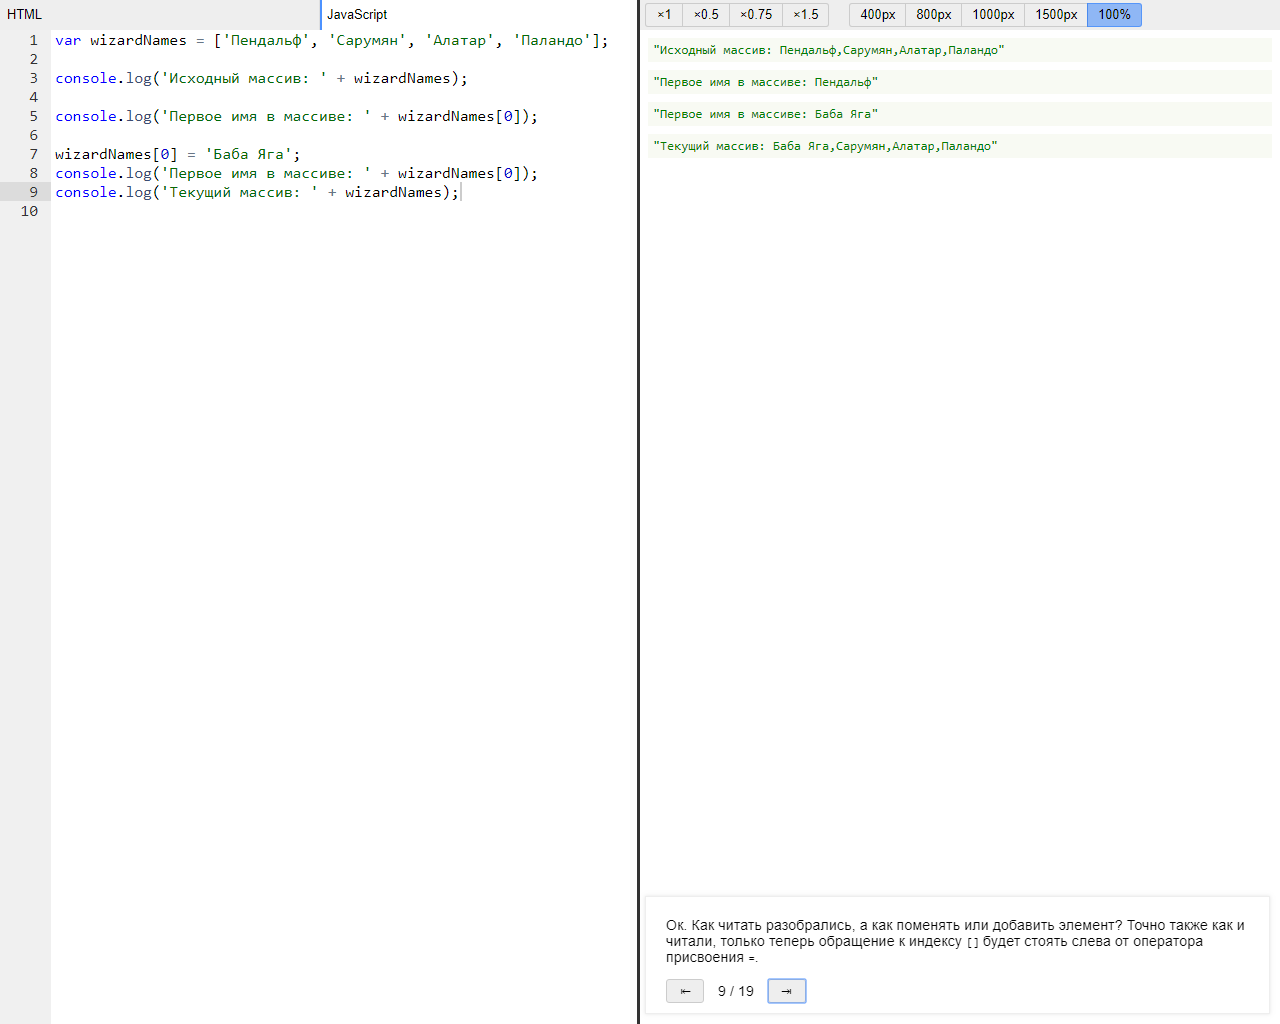 HTML
JavaScript
1 var wizardNames = ['Пендальф', 'Сарумян', 'Алатар', 'Паландо'];
2
3 console.log('Исходный массив: ' + wizardNames);
4
5 console.log('Первое имя в массиве: ' + wizardNames[0]);
6
7 wizardNames[0] = 'Баба Яга';
8 console.log('Первое имя в массиве: ' + wizardNames[0]);
9 console.log('Текущий массив: ' + wizardNames);
10
×1 ×0.5 ×0.75 ×1.5 400px 800px 1000px 1500px 100%
"Исходный массив: Пендальф,Сарумян,Алатар,Паландо"
"Первое имя в массиве: Пендальф"
"Первое имя в массиве: Баба Яга"
"Текущий массив: Баба Яга,Сарумян,Алатар,Паландо"
Ок. Как читать разобрались, а как поменять или добавить элемент? Точно также как и
читали, только теперь обращение к индексу [] будет стоять слева от оператора
присвоения =.
⇤ 9 / 19 ⇥